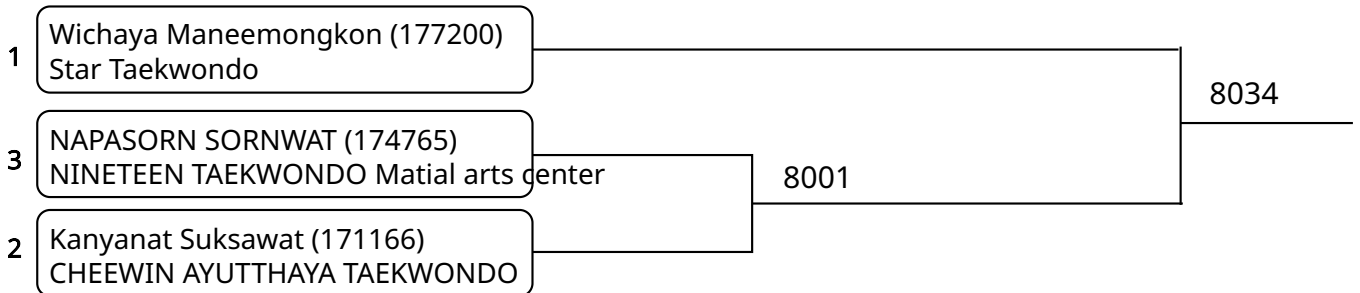 1
Wichaya Maneemongkon (177200)
Star Taekwondo
8034
3
NAPASORN SORNWAT (174765)
NINETEEN TAEKWONDO Matial arts center
8001
2
Kanyanat Suksawat (171166)
CHEEWIN AYUTTHAYA TAEKWONDO